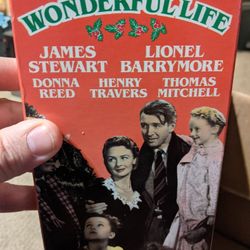 WONDERFUL LIFE
JAMES LIONEL
STEWART BARRYMORE
DONNA HENRY THOMAS
REED TRAVERS MITCHELL